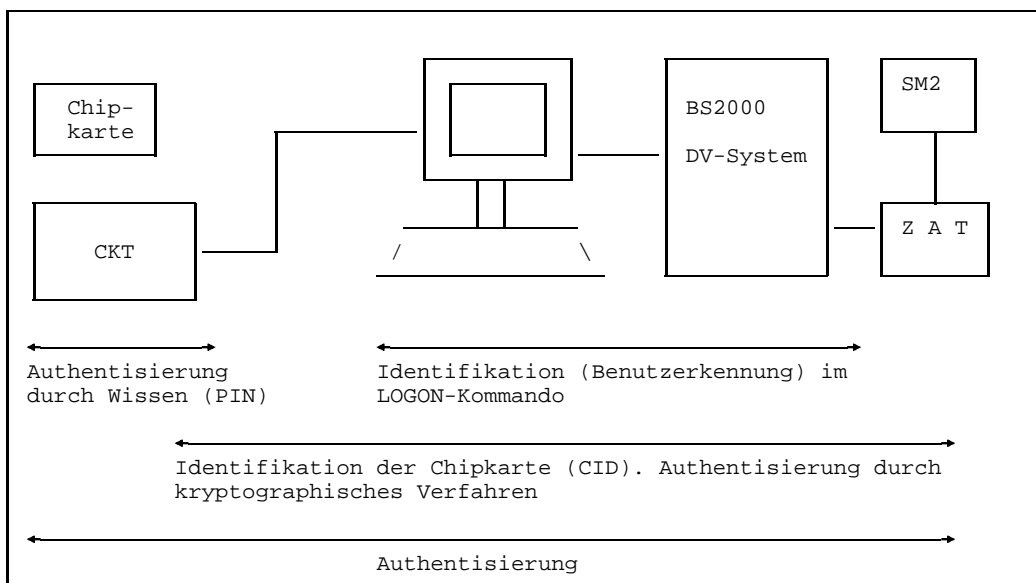 Chip-
karte
CKT
BS2000
DV-System
SM2
Z A T
/ \
Authentisierung
durch Wissen (PIN)
Identifikation (Benutzerkennung) im
LOGON-Kommando
Identifikation der Chipkarte (CID). Authentisierung durch
kryptographisches Verfahren
Authentisierung